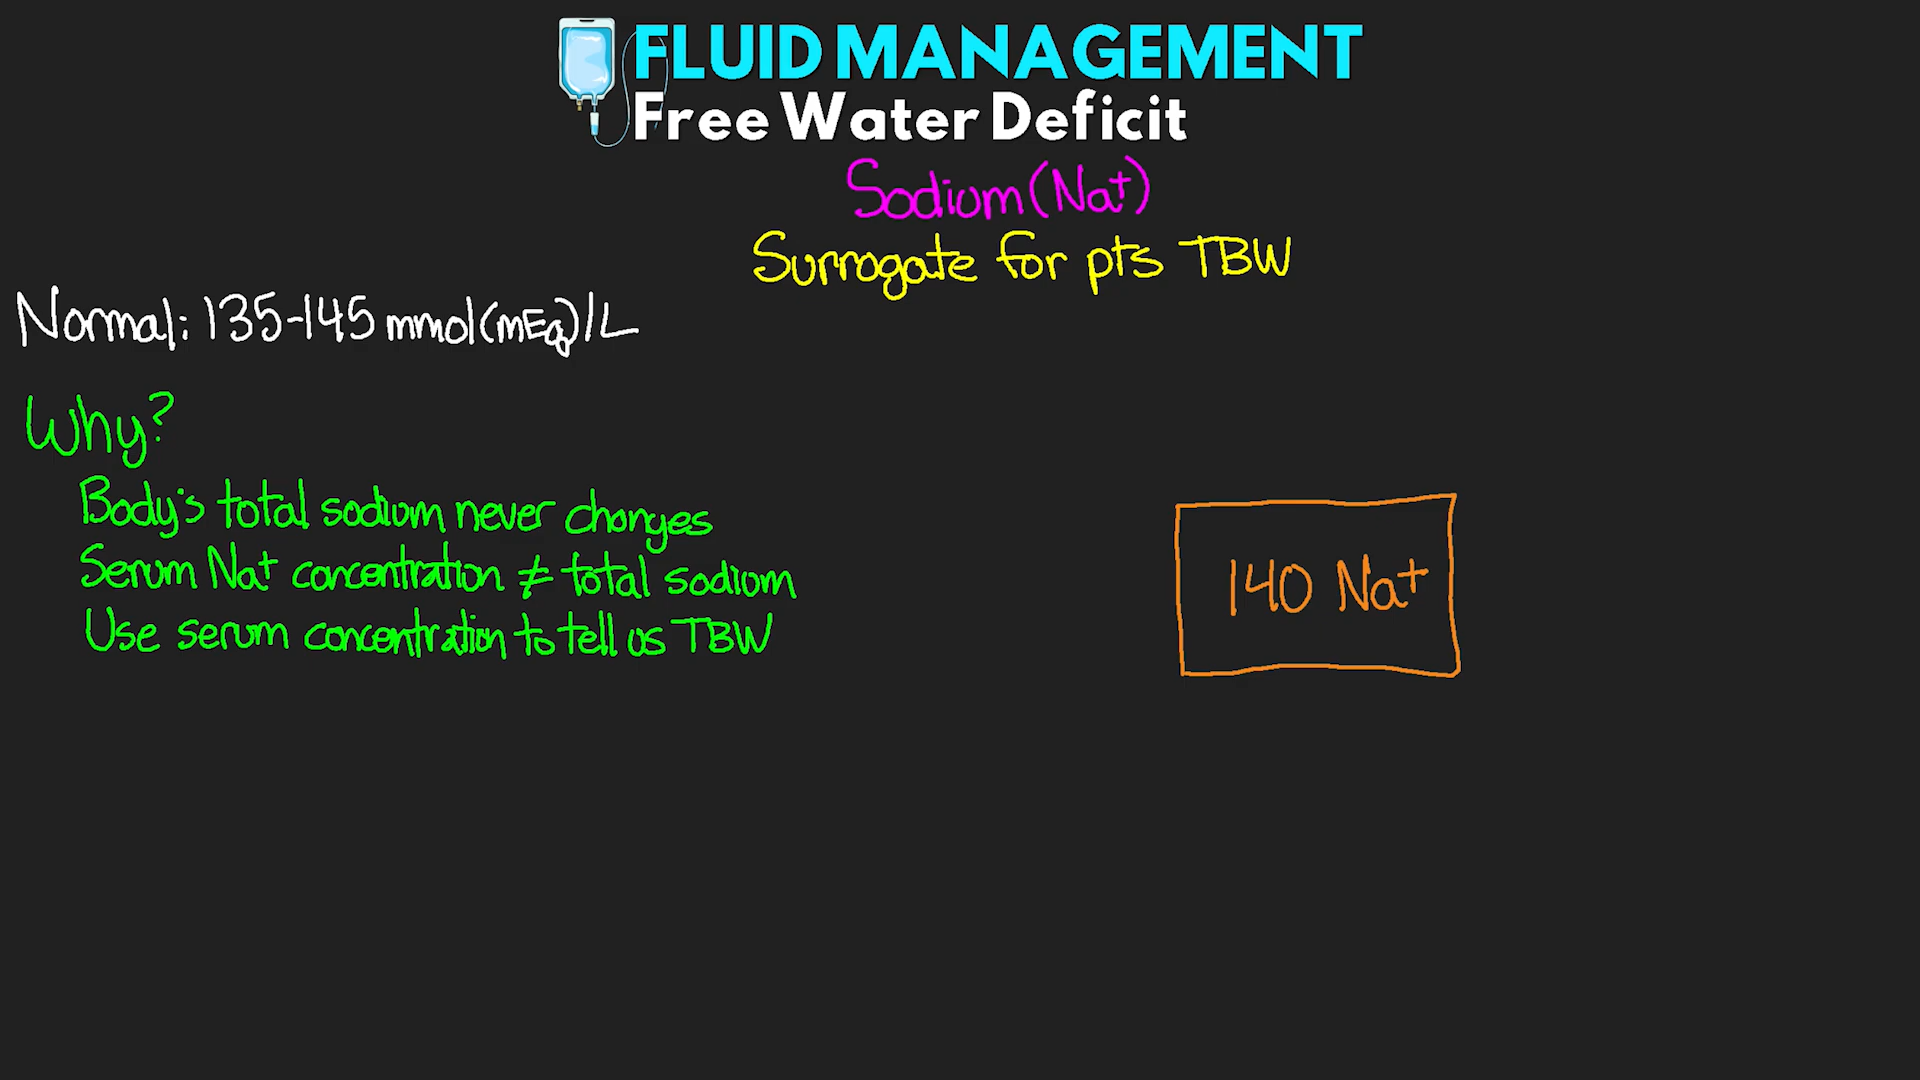 FLUID MANAGEMENT
Free Water Deficit
Sodium (Na+)
Surrogate for pts TBW
Normal: 135-145 mmol(mEq)/L
Why?
Body's total sodium never changes
Serum Na+ concentration ≠ total sodium
Use serum concentration to tell us TBW
140 Na+